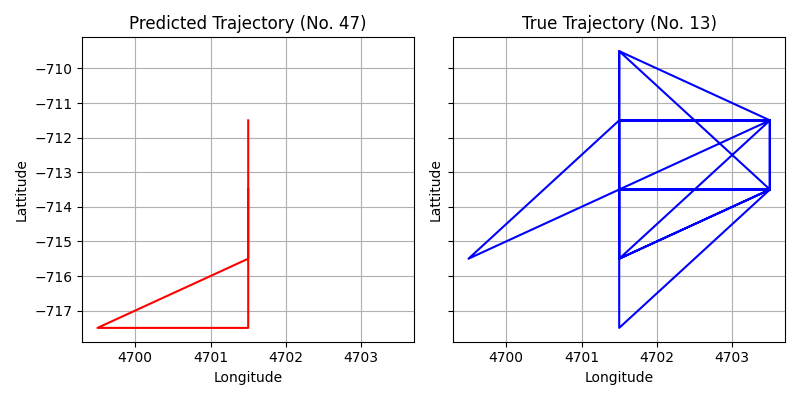 Predicted Trajectory (No. 47)
True Trajectory (No. 13)
Lattitude
−710
−711
−712
−713
−714
−715
−716
−717
4700
4701
4702
4703
Longitude
Lattitude
4700
4701
4702
4703
Longitude